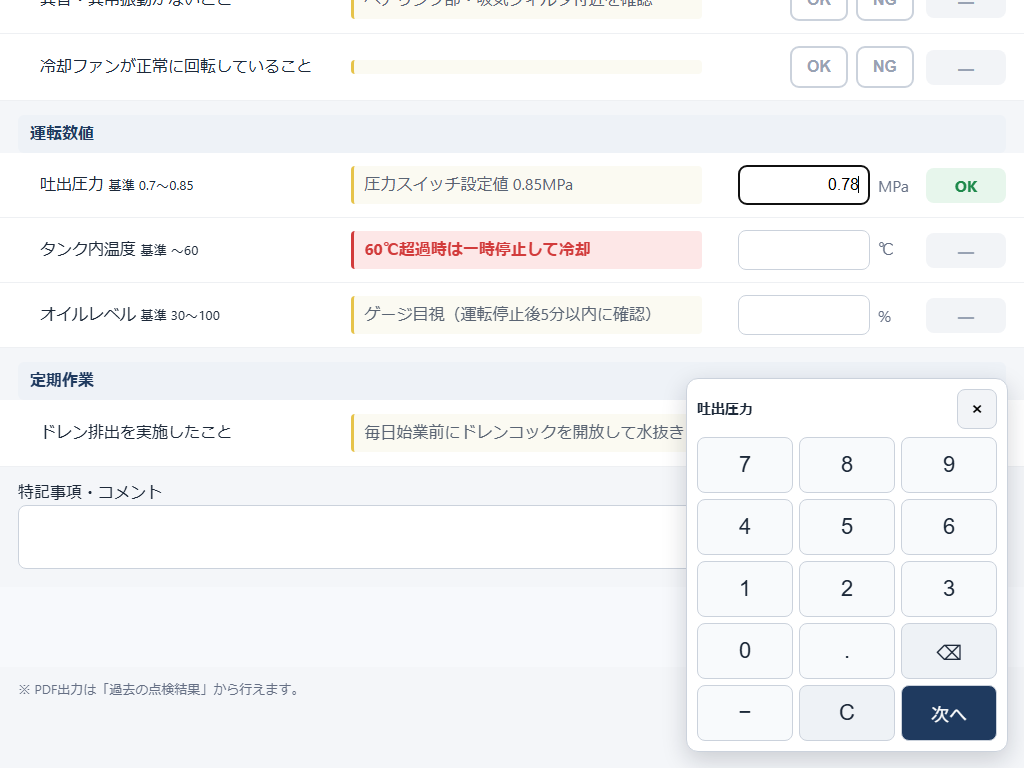 異音・異常振動がないこと
ベアリング部・吸気フィルタ付近を確認
OK NG —
冷却ファンが正常に回転していること
OK NG —
運転数値
吐出圧力 基準 0.7〜0.85
圧力スイッチ設定値 0.85MPa
0.78 MPa OK
タンク内温度 基準 〜60
60℃超過時は一時停止して冷却
℃ —
オイルレベル 基準 30〜100
ゲージ目視（運転停止後5分以内に確認）
% —
定期作業
ドレン排出を実施したこと
毎日始業前にドレンコックを開放して水抜き
特記事項・コメント
※ PDF出力は「過去の点検結果」から行えます。
吐出圧力 ×
7 8 9
4 5 6
1 2 3
0 . ⌫
− C 次へ